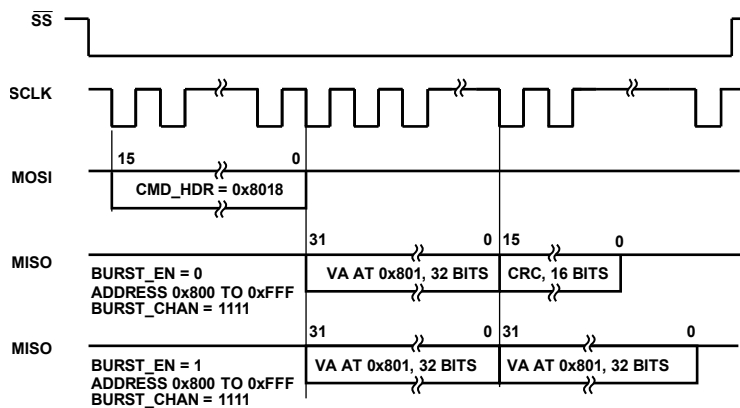 SS
SCLK
15 0
MOSI
CMD_HDR = 0x8018
31 0 15 0
MISO
VA AT 0x801, 32 BITS CRC, 16 BITS
BURST_EN = 0
ADDRESS 0x800 TO 0xFFF
BURST_CHAN = 1111
31 0 31 0
MISO
VA AT 0x801, 32 BITS VA AT 0x801, 32 BITS
BURST_EN = 1
ADDRESS 0x800 TO 0xFFF
BURST_CHAN = 1111